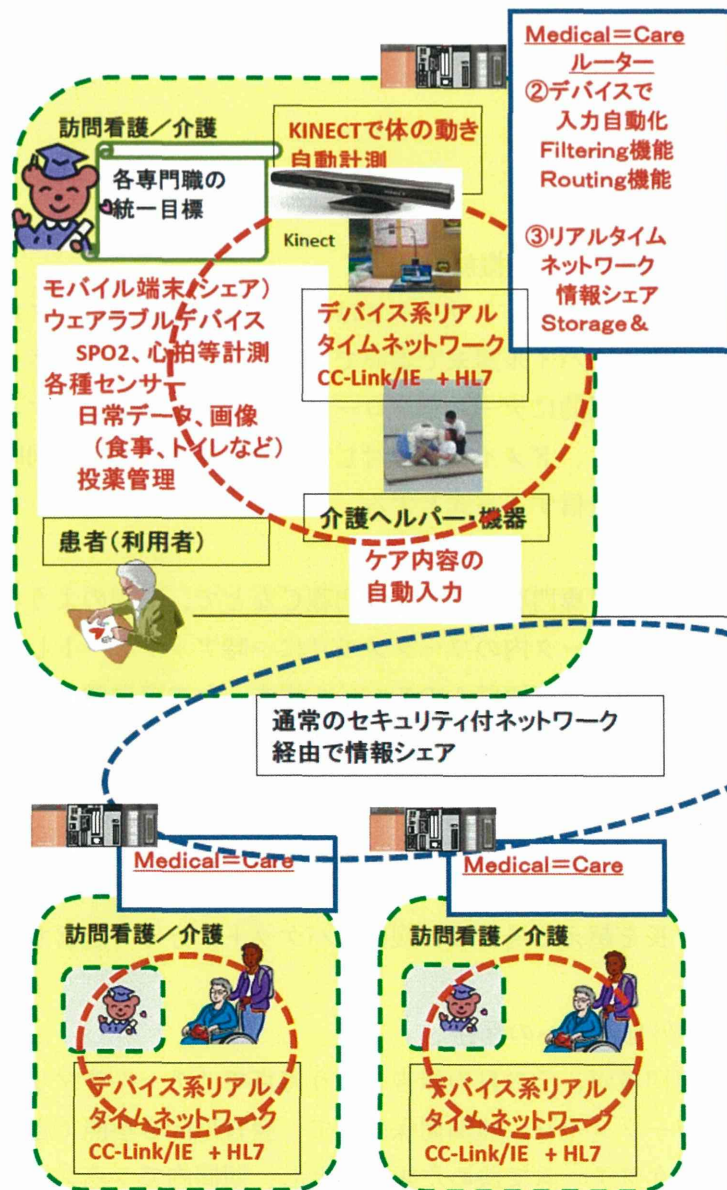 Medical=Care
ルーター
②デバイスで
入力自動化
Filtering機能
Routing機能
③リアルタイム
ネットワーク
情報シェア
Storage&
訪問看護/介護
各専門職の
統一目標
KINECTで体の動き
自動計測
Kinect
モバイル端末(シェア)
ウェアラブルデバイス
SPO2、心拍等計測
各種センサー
日常データ、画像
(食事、トイレなど)
投薬管理
デバイス系リアル
タイムネットワーク
CC-Link/IE +HL7
介護ヘルパー・機器
患者(利用者)
ケア内容の
自動入力
通常のセキュリティ付ネットワーク
経由で情報シェア
Medical=Care
訪問看護/介護
デバイス系リアル
タイムネットワーク
CC-Link/IE +HL7
Medical=Care
訪問看護/介護
デバイス系リアル
タイムネットワーク
CC-Link/IE +HL7